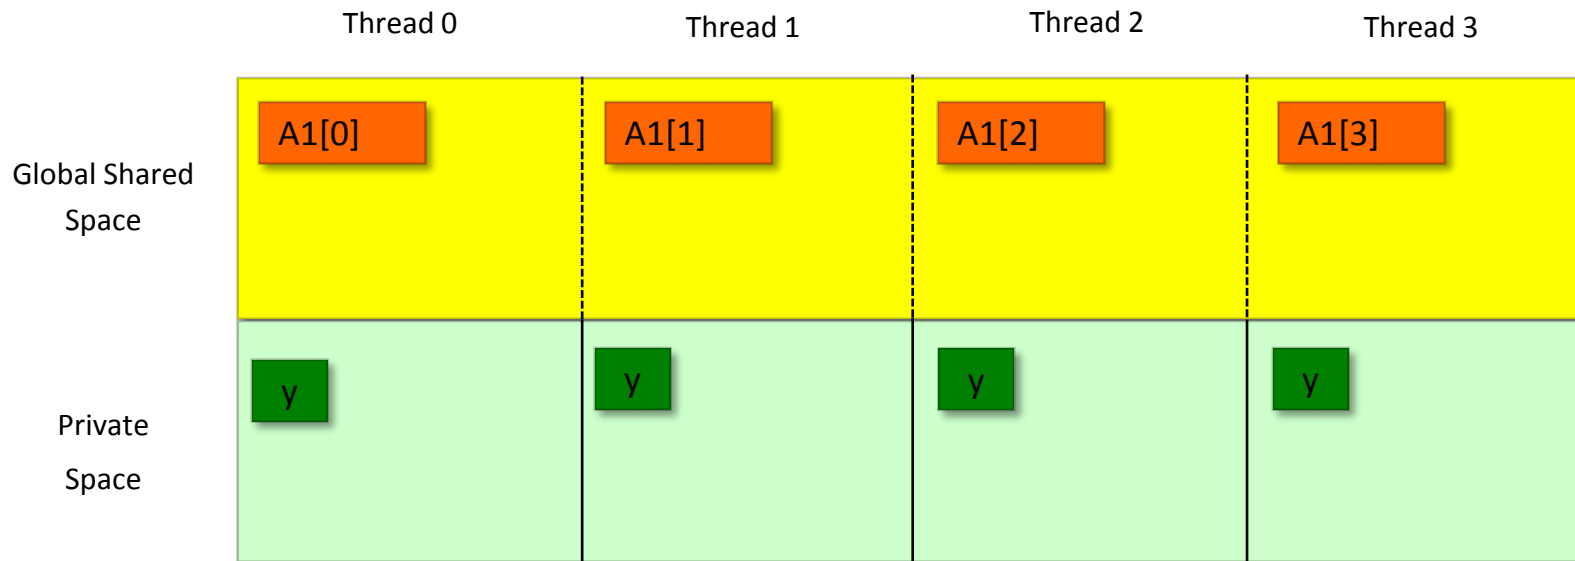 Thread 0
Thread 1
Thread 2
Thread 3
Global Shared
Space
A1[0]
A1[1]
A1[2]
A1[3]
Private
Space
y
y
y
y